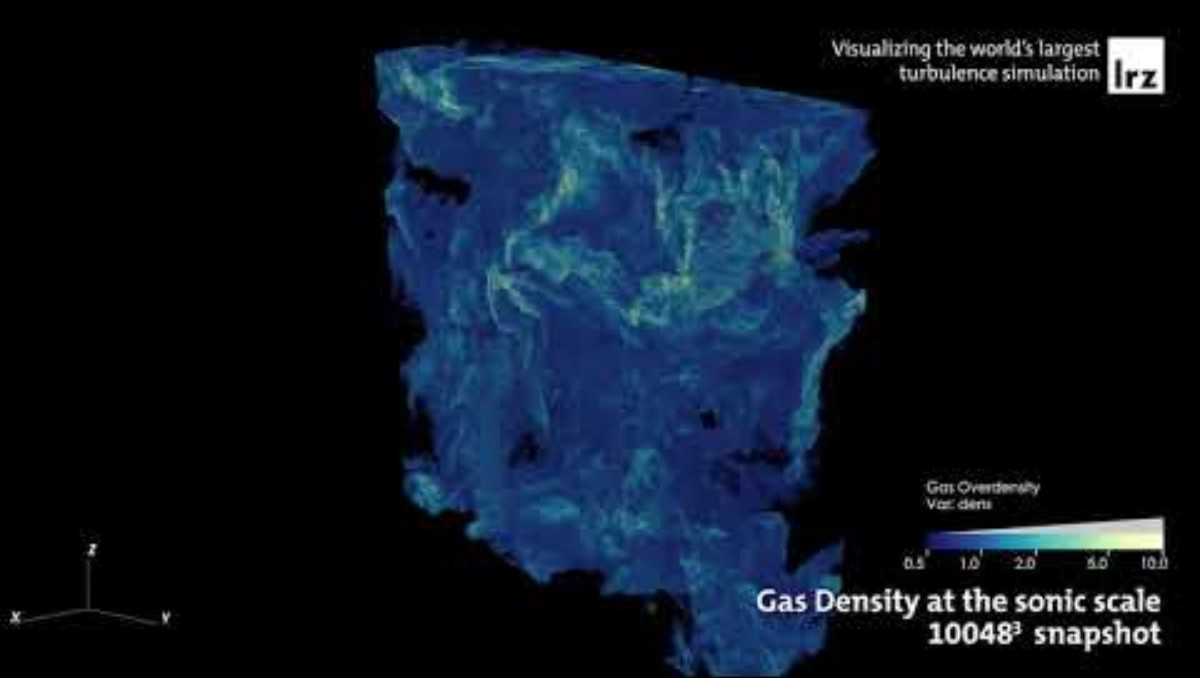 Visualizing the world's largest
turbulence simulation
lrz
Gas Overdensity
Var: dens
0.5 1.0 2.0 5.0 10.0
Gas Density at the sonic scale
10048³ snapshot
Z
X
Y